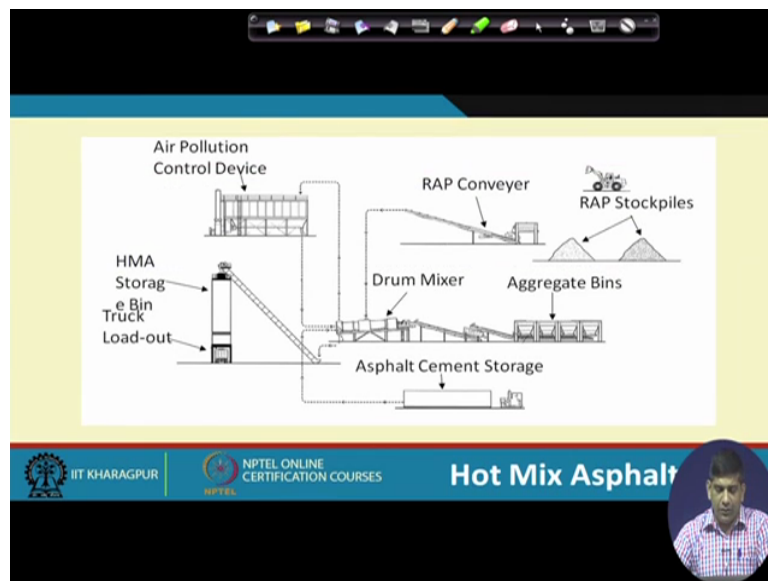 Air Pollution
Control Device
RAP Conveyer
RAP Stockpiles
HMA
Storag
e Bin
Truck
Load-out
Drum Mixer
Aggregate Bins
Asphalt Cement Storage
IIT KHARAGPUR
NPTEL
NPTEL ONLINE
CERTIFICATION COURSES
Hot Mix Asphalt